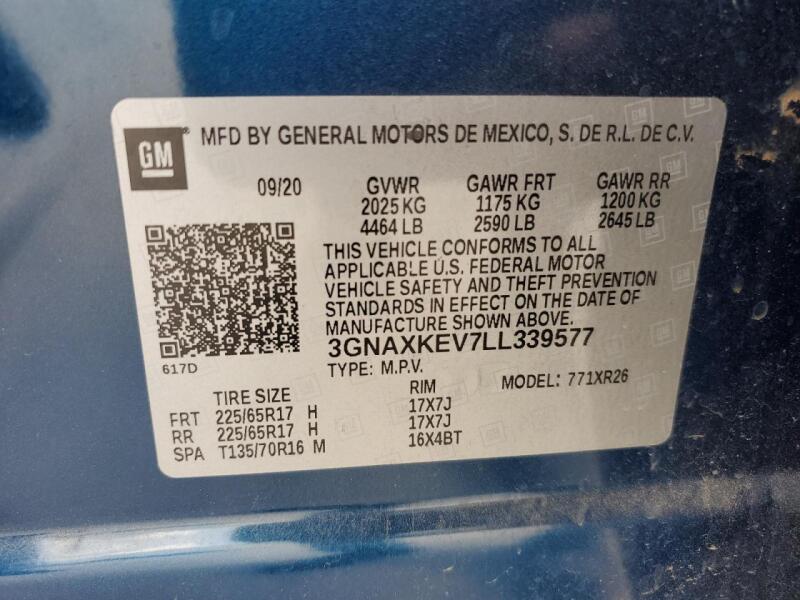 GM
MFD BY GENERAL MOTORS DE MEXICO, S. DE R.L. DE C.V.
09/20 GVWR GAWR FRT GAWR RR
2025 KG 1175 KG 1200 KG
4464 LB 2590 LB 2645 LB
THIS VEHICLE CONFORMS TO ALL
APPLICABLE U.S. FEDERAL MOTOR
VEHICLE SAFETY AND THEFT PREVENTION
STANDARDS IN EFFECT ON THE DATE OF
MANUFACTURE SHOWN ABOVE.
3GNAXKEV7LL339577
617D
TYPE: M.P.V. MODEL: 771XR26
TIRE SIZE RIM
FRT 225/65R17 H 17X7J
RR 225/65R17 H 17X7J
SPA T135/70R16 M 16X4BT